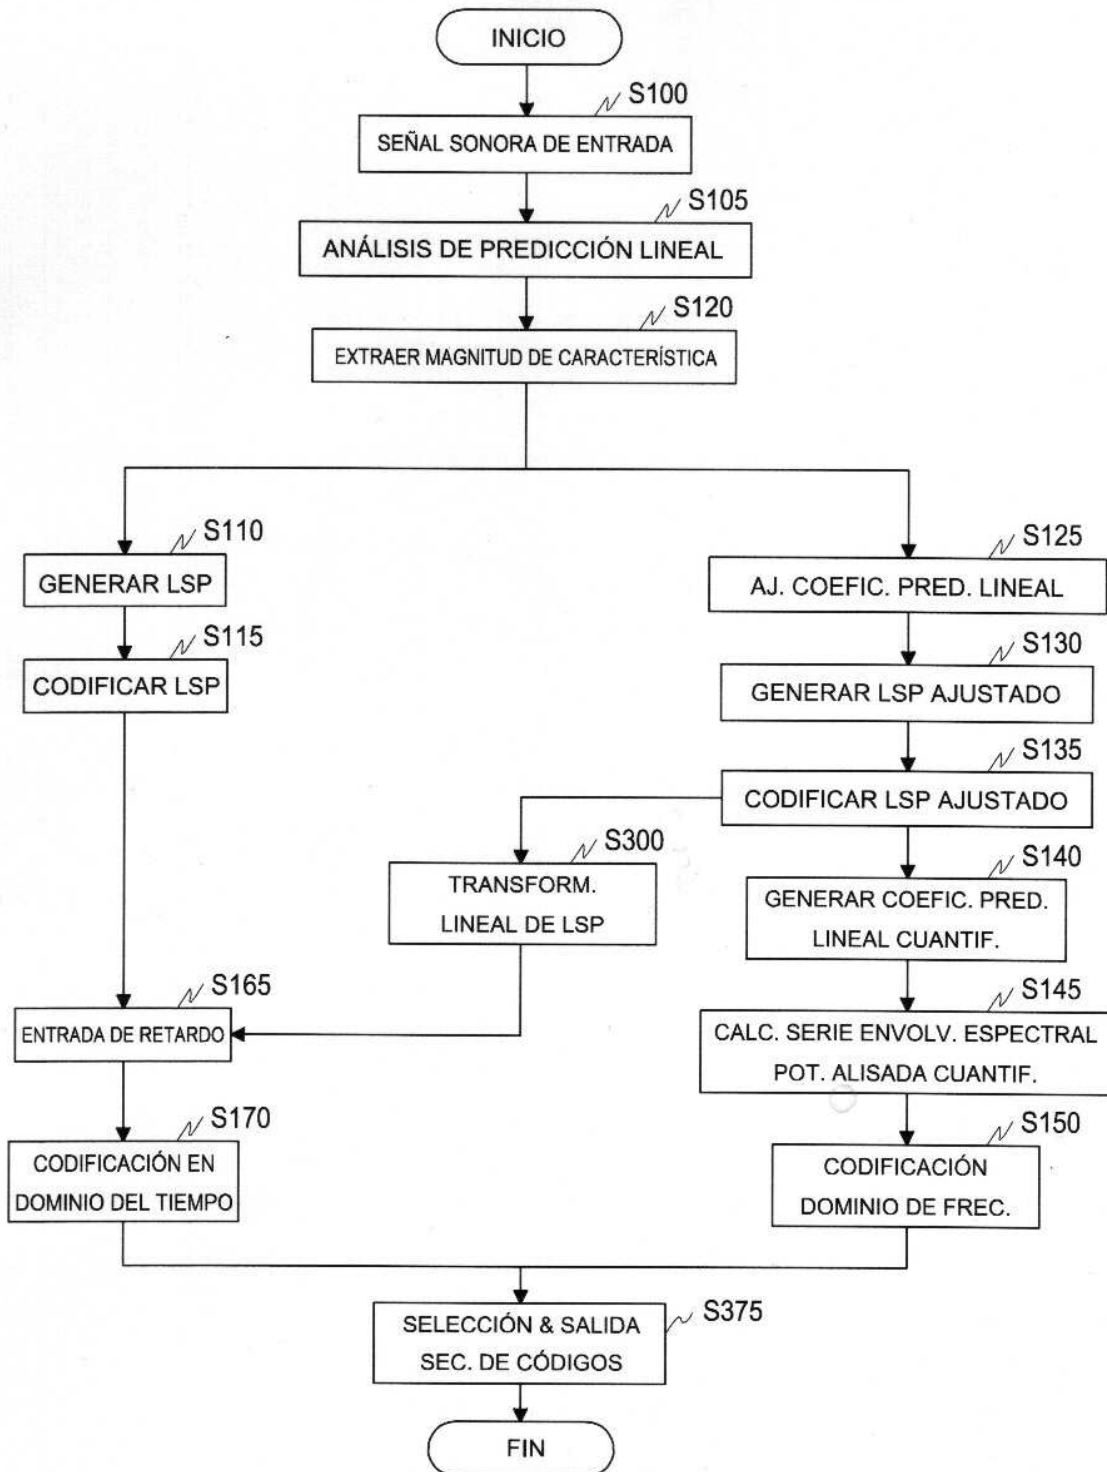 INICIO
S100
SEÑAL SONORA DE ENTRADA
S105
ANÁLISIS DE PREDICCIÓN LINEAL
S120
EXTRAER MAGNITUD DE CARACTERÍSTICA
S110
GENERAR LSP
S115
CODIFICAR LSP
S125
AJ. COEFIC. PRED. LINEAL
S130
GENERAR LSP AJUSTADO
S135
CODIFICAR LSP AJUSTADO
S300
TRANSFORM.
LINEAL DE LSP
S140
GENERAR COEFIC. PRED.
LINEAL CUANTIF.
S165
ENTRADA DE RETARDO
S145
CALC. SERIE ENVOLV. ESPECTRAL
POT. ALISADA CUANTIF.
S170
CODIFICACIÓN EN
DOMINIO DEL TIEMPO
S150
CODIFICACIÓN
DOMINIO DE FREC.
S375
SELECCIÓN & SALIDA
SEC. DE CÓDIGOS
FIN